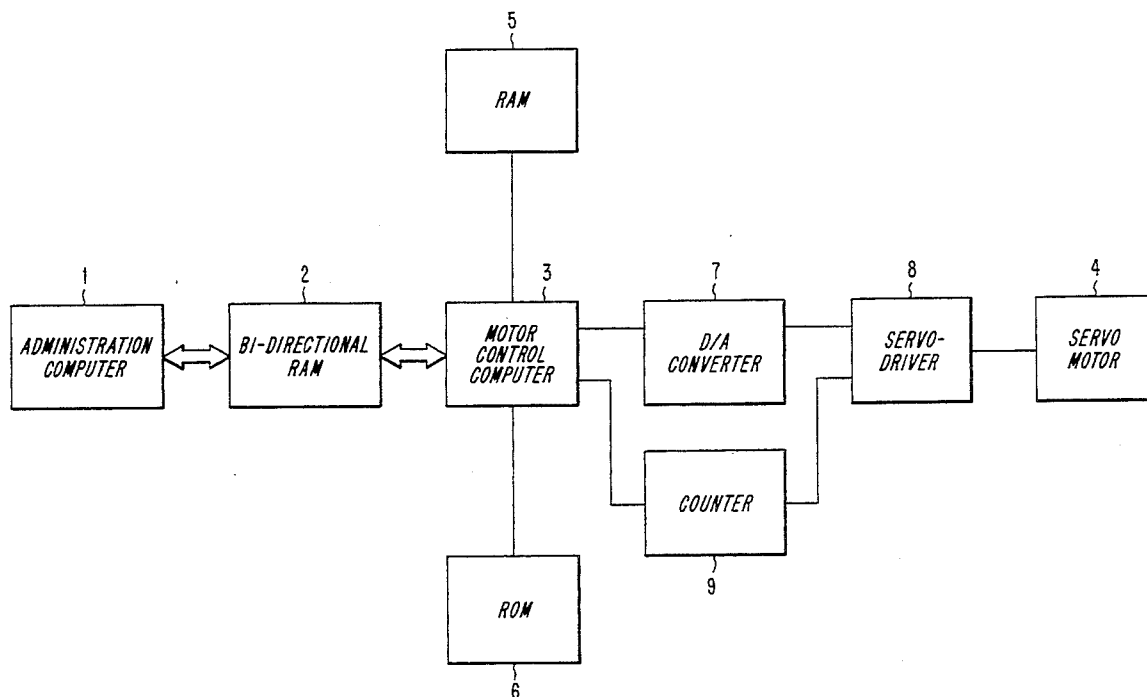 5
RAM
1
ADMINISTRATION
COMPUTER
2
BI-DIRECTIONAL
RAM
3
MOTOR
CONTROL
COMPUTER
7
D/A
CONVERTER
8
SERVO-
DRIVER
4
SERVO
MOTOR
COUNTER
9
ROM
6